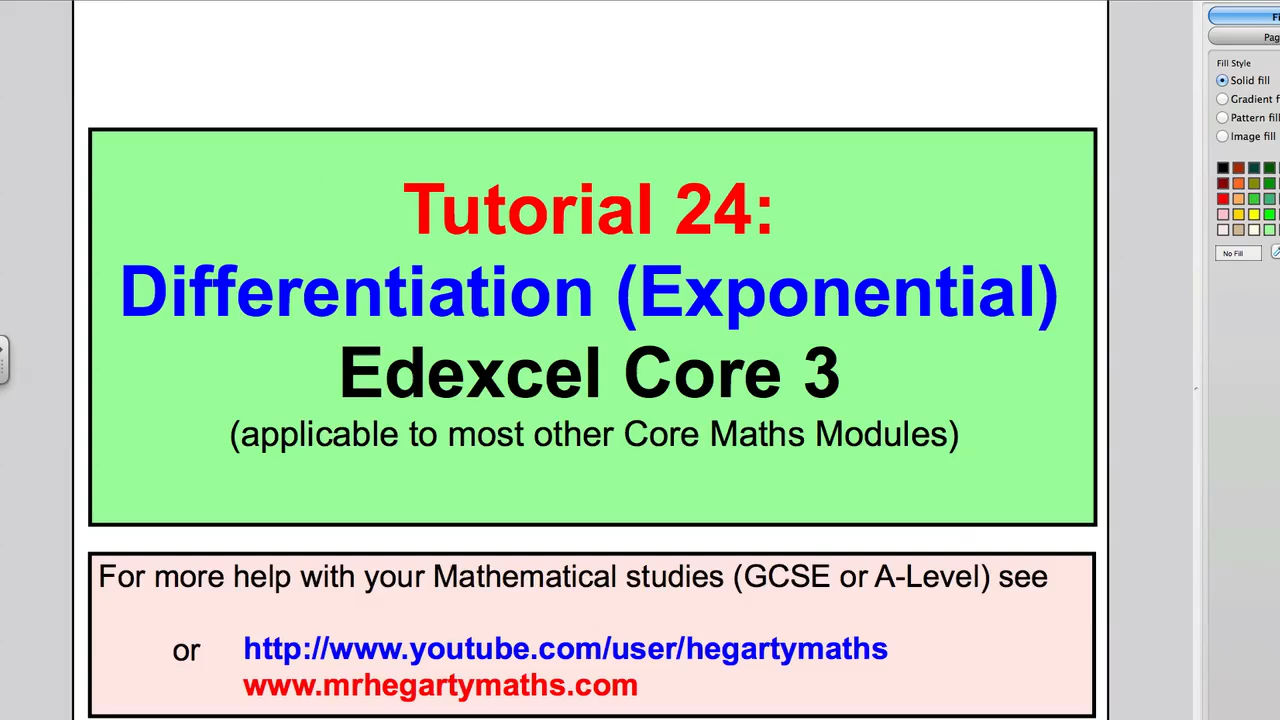 Tutorial 24:
Differentiation (Exponential)
Edexcel Core 3
(applicable to most other Core Maths Modules)
For more help with your Mathematical studies (GCSE or A-Level) see
or http://www.youtube.com/user/hegartymaths
www.mrhegartymaths.com
Fill Style
Solid fill
Gradient f
Pattern fill
Image fill
No Fill